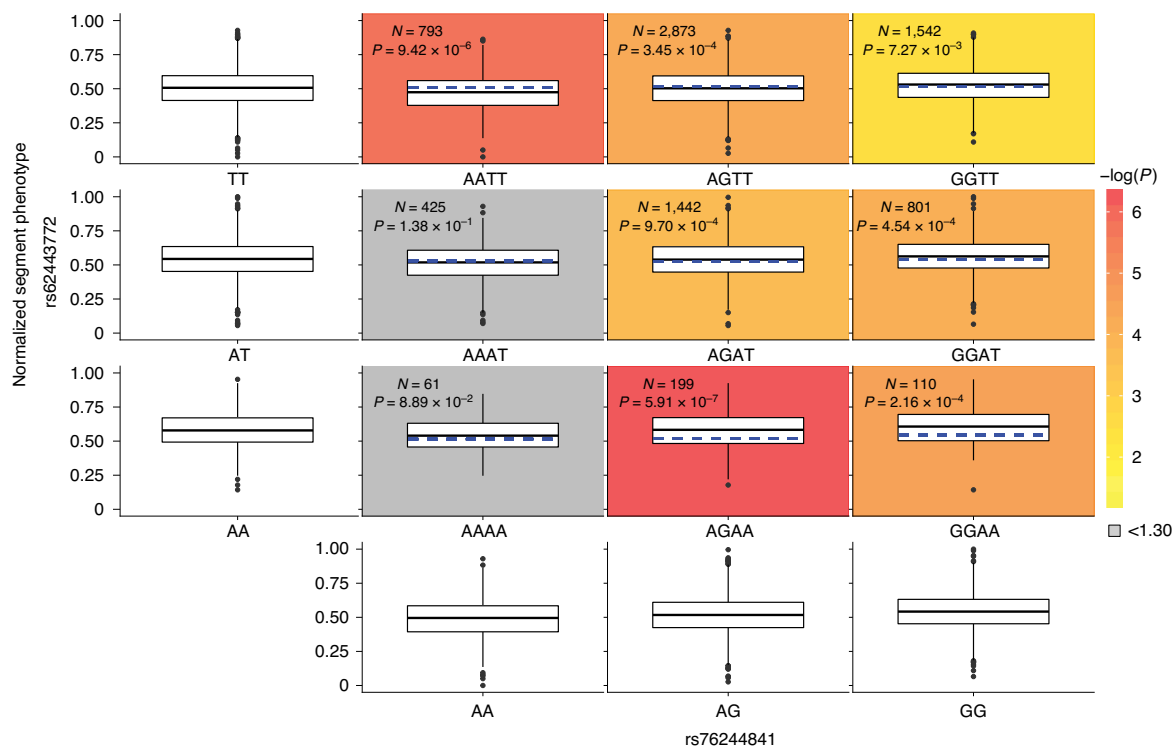 1.00
0.75
0.50
0.25
0
N = 793
P = 9.42 × 10⁻⁶
N = 2,873
P = 3.45 × 10⁻⁴
N = 1,542
P = 7.27 × 10⁻³
TT
AATT
AGTT
GGTT
Normalized segment phenotype
rs62443772
1.00
0.75
0.50
0.25
0
N = 425
P = 1.38 × 10⁻¹
N = 1,442
P = 9.70 × 10⁻⁴
N = 801
P = 4.54 × 10⁻⁴
AT
AAAT
AGAT
GGAT
1.00
0.75
0.50
0.25
0
N = 61
P = 8.89 × 10⁻²
N = 199
P = 5.91 × 10⁻⁷
N = 110
P = 2.16 × 10⁻⁴
AA
AAAA
AGAA
GGAA
−log(P)
6
5
4
3
2
<1.30
1.00
0.75
0.50
0.25
0
AA
AG
GG
rs76244841